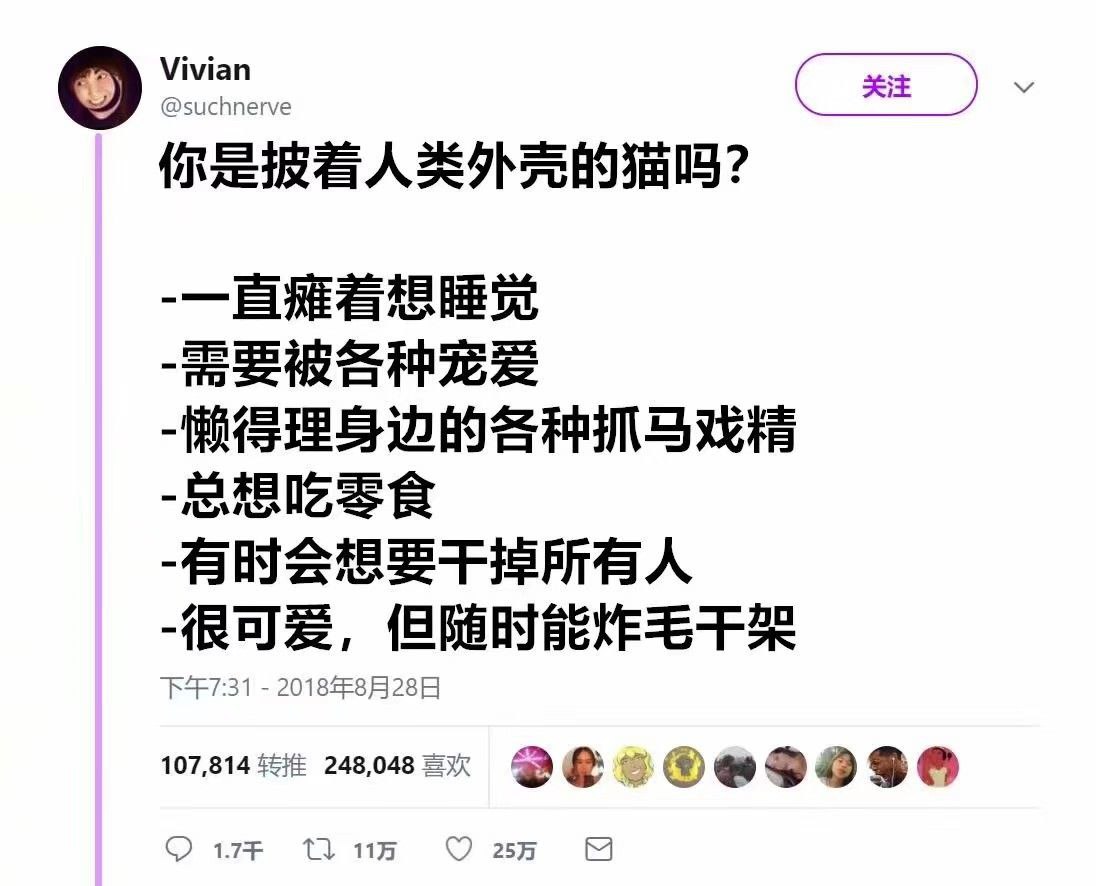 Vivian
关注
@suchnerve
你是披着人类外壳的猫吗？
-一直瘫着想睡觉
-需要被各种宠爱
-懒得理身边的各种抓马戏精
-总想吃零食
-有时会想要干掉所有人
-很可爱，但随时能炸毛干架
下午7:31 - 2018年8月28日
107,814 转推 248,048 喜欢
1.7千 11万 25万